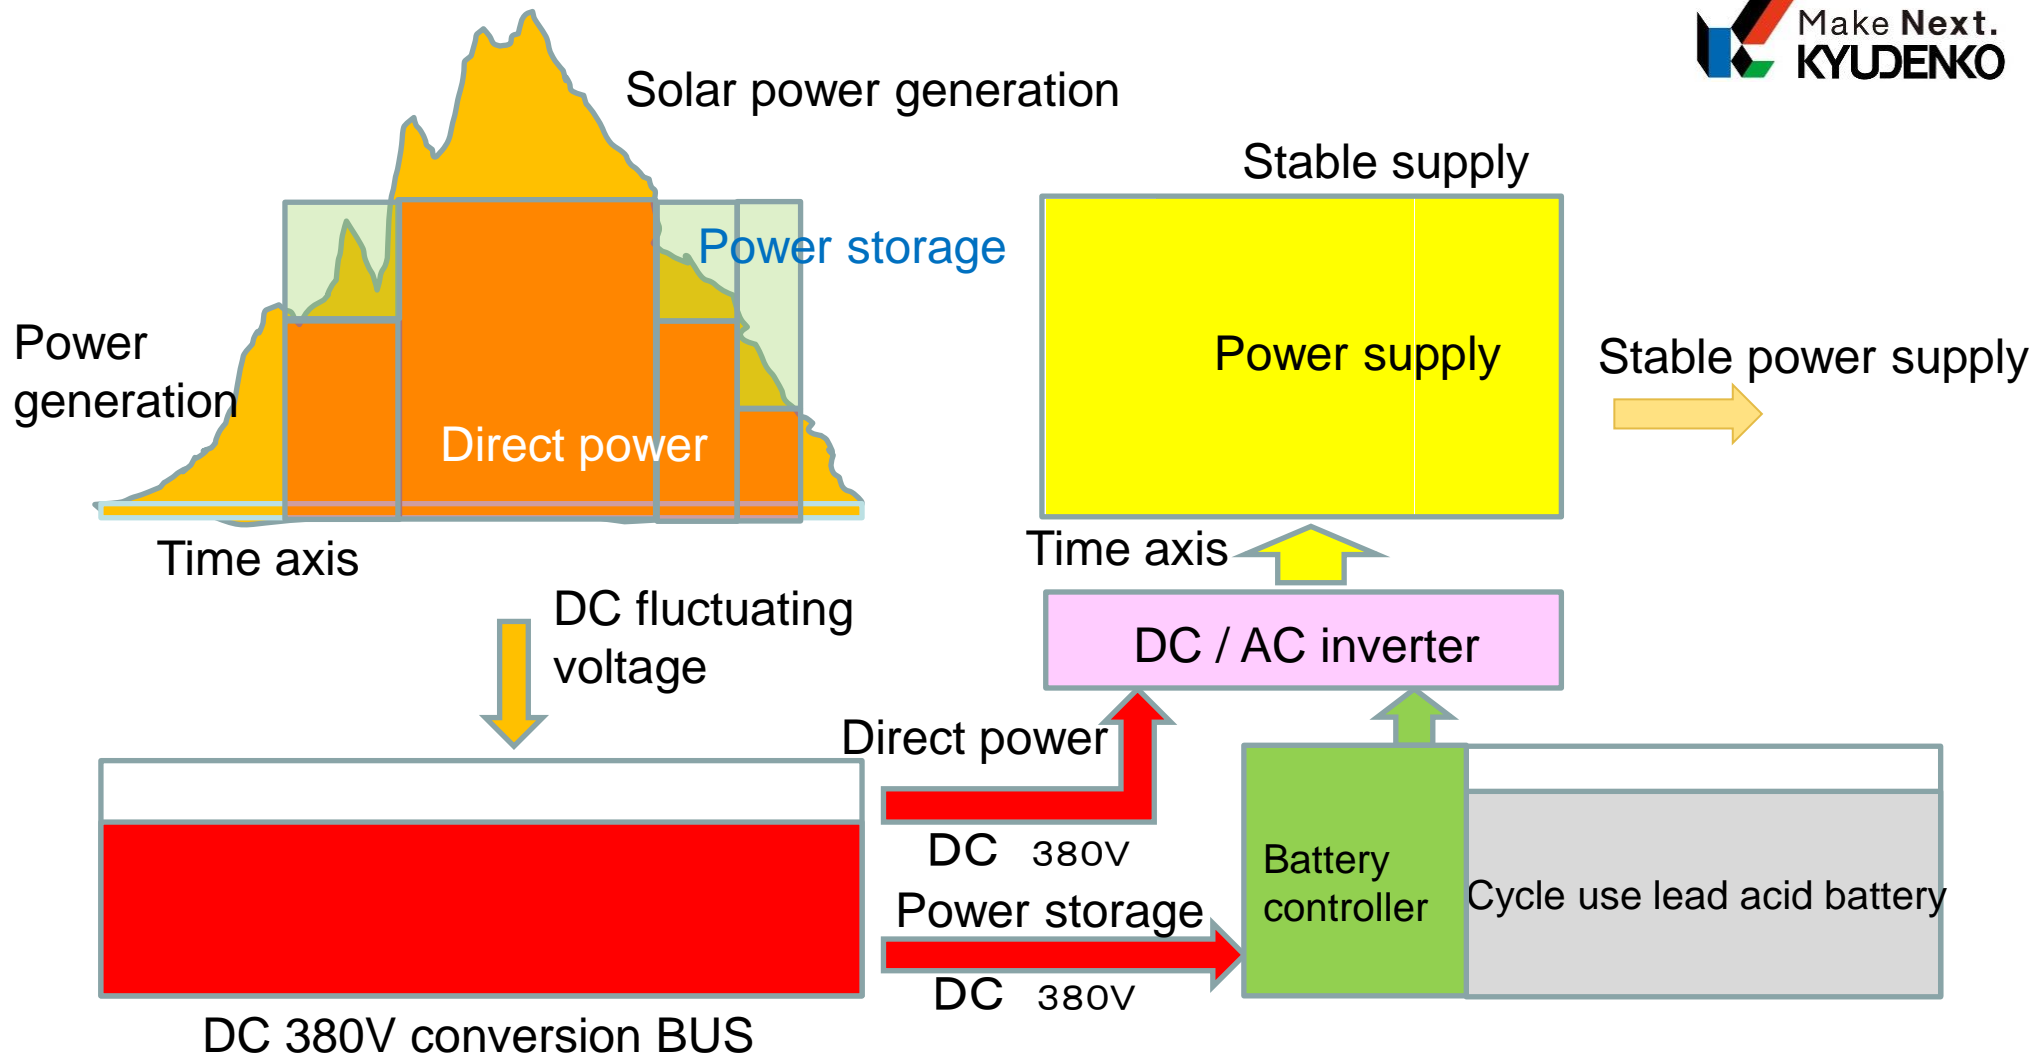 Make Next.
KYUDENKO
Solar power generation
Stable supply
Power storage
Power
generation
Direct power
Power supply
Stable power supply
Time axis
Time axis
DC fluctuating
voltage
DC / AC inverter
Direct power
DC 380V
Battery
controller
Cycle use lead acid battery
Power storage
DC 380V
DC 380V conversion BUS